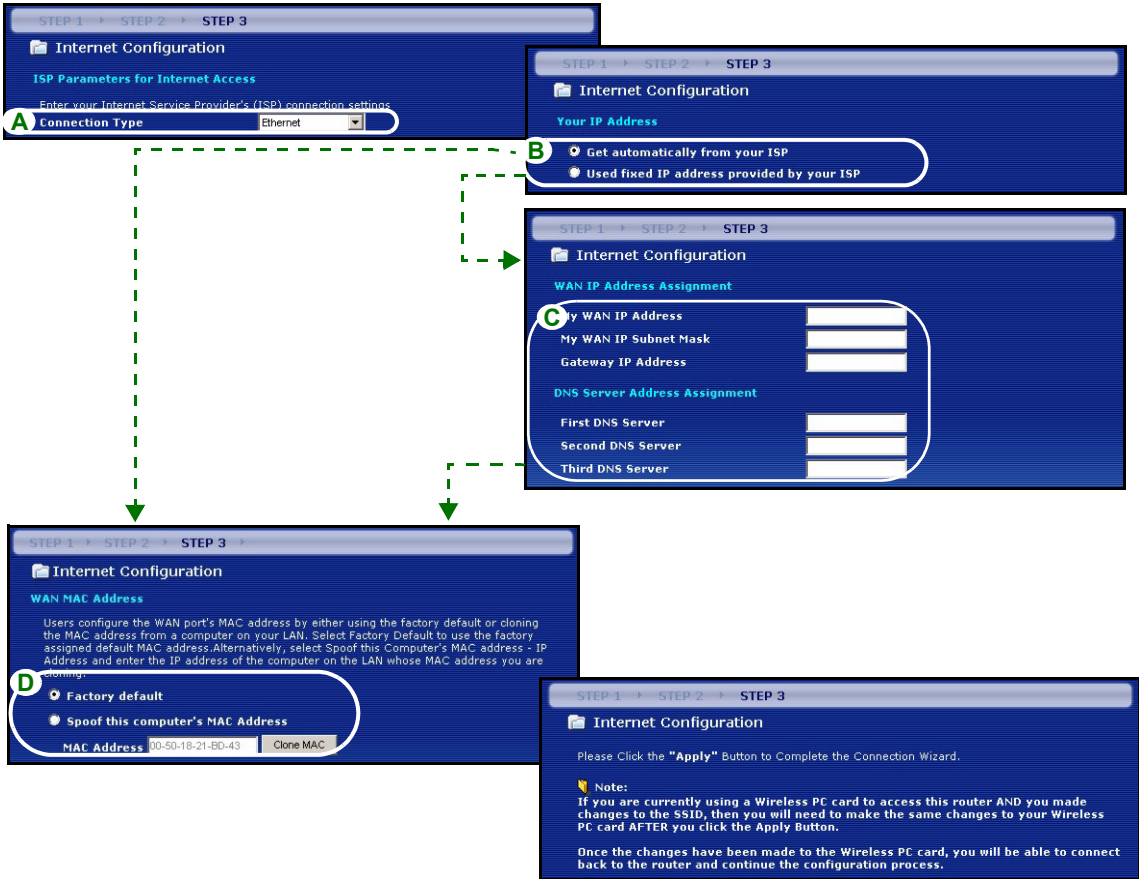 STEP 1 STEP 2 STEP 3
Internet Configuration
ISP Parameters for Internet Access
Enter your Internet Service Provider's (ISP) connection settings
A
Connection Type Ethernet
STEP 1 STEP 2 STEP 3
Internet Configuration
Your IP Address
B
Get automatically from your ISP
Used fixed IP address provided by your ISP
STEP 1 STEP 2 STEP 3
Internet Configuration
WAN IP Address Assignment
C
My WAN IP Address
My WAN IP Subnet Mask
Gateway IP Address
DNS Server Address Assignment
First DNS Server
Second DNS Server
Third DNS Server
STEP 1 STEP 2 STEP 3
Internet Configuration
WAN MAC Address
Users configure the WAN port's MAC address by either using the factory default or cloning
the MAC address from a computer on your LAN. Select Factory Default to use the factory
assigned default MAC address.Alternatively, select Spoof this Computer's MAC address - IP
Address and enter the IP address of the computer on the LAN whose MAC address you are
cloning.
D
Factory default
Spoof this computer's MAC Address
MAC Address 00-50-18-21-BD-43 Clone MAC
STEP 1 STEP 2 STEP 3
Internet Configuration
Please Click the "Apply" Button to Complete the Connection Wizard.
Note:
If you are currently using a Wireless PC card to access this router AND you made
changes to the SSID, then you will need to make the same changes to your Wireless
PC card AFTER you click the Apply Button.
Once the changes have been made to the Wireless PC card, you will be able to connect
back to the router and continue the configuration process.